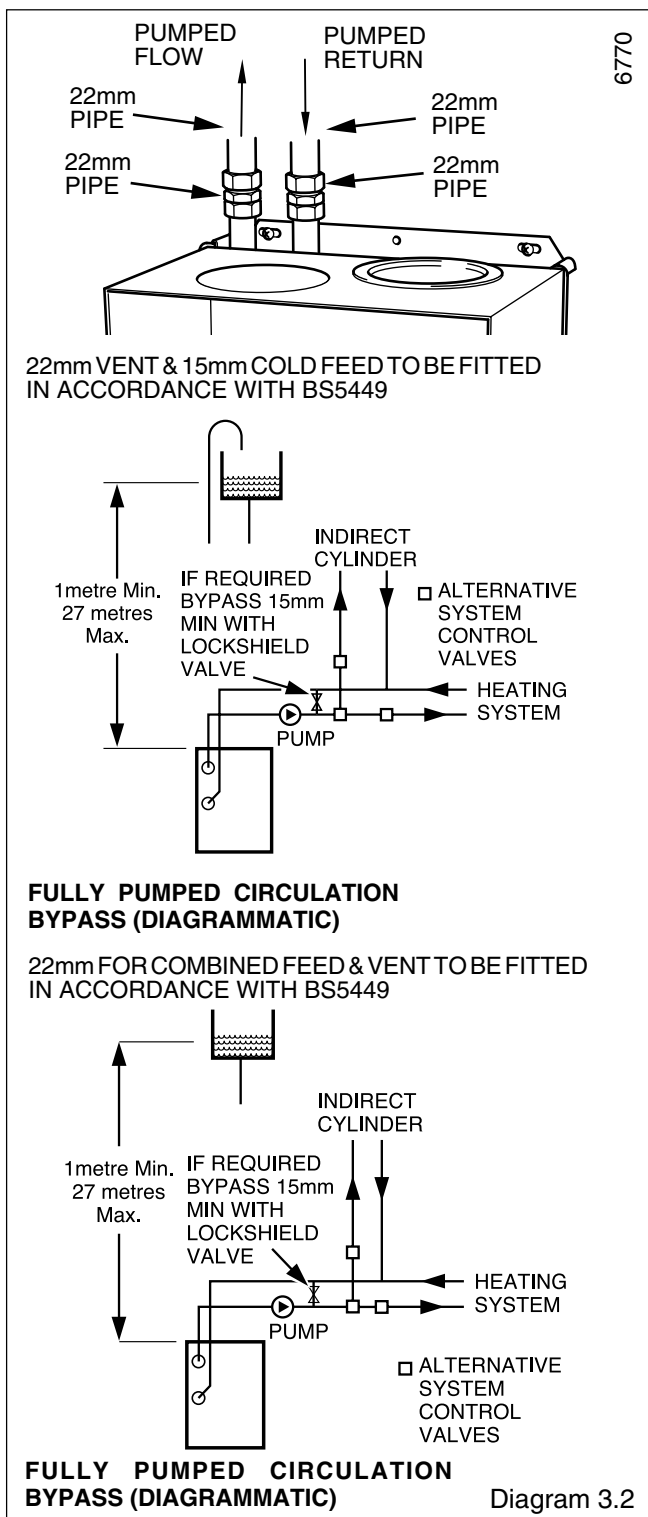 PUMPED
FLOW
PUMPED
RETURN
6770
22mm
PIPE
22mm
PIPE
22mm
PIPE
22mm
PIPE
22mm VENT & 15mm COLD FEED TO BE FITTED
IN ACCORDANCE WITH BS5449
1metre Min.
27 metres
Max.
IF REQUIRED
BYPASS 15mm
MIN WITH
LOCKSHIELD
VALVE
INDIRECT
CYLINDER
ALTERNATIVE
SYSTEM
CONTROL
VALVES
HEATING
SYSTEM
PUMP
FULLY PUMPED CIRCULATION
BYPASS (DIAGRAMMATIC)
22mm FOR COMBINED FEED & VENT TO BE FITTED
IN ACCORDANCE WITH BS5449
INDIRECT
CYLINDER
1metre Min.
27 metres
Max.
IF REQUIRED
BYPASS 15mm
MIN WITH
LOCKSHIELD
VALVE
HEATING
SYSTEM
PUMP
ALTERNATIVE
SYSTEM
CONTROL
VALVES
FULLY PUMPED CIRCULATION
BYPASS (DIAGRAMMATIC)
Diagram 3.2